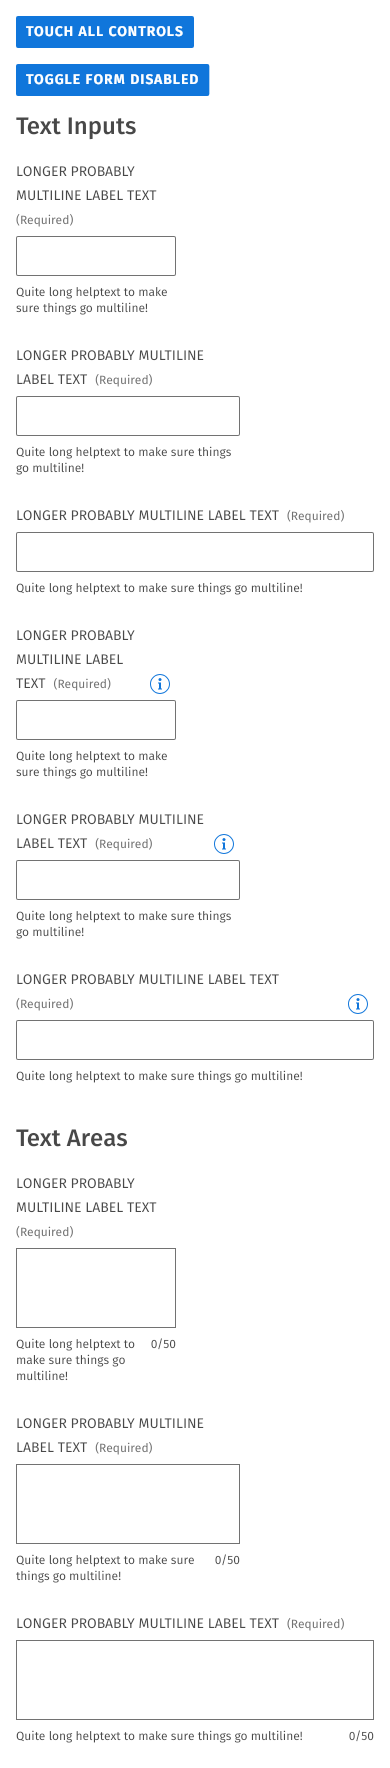 TOUCH ALL CONTROLS
TOGGLE FORM DISABLED
Text Inputs
LONGER PROBABLY
MULTILINE LABEL TEXT
(Required)
Quite long helptext to make
sure things go multiline!
LONGER PROBABLY MULTILINE
LABEL TEXT (Required)
Quite long helptext to make sure things
go multiline!
LONGER PROBABLY MULTILINE LABEL TEXT (Required)
Quite long helptext to make sure things go multiline!
LONGER PROBABLY
MULTILINE LABEL
TEXT (Required)
Quite long helptext to make
sure things go multiline!
LONGER PROBABLY MULTILINE
LABEL TEXT (Required)
Quite long helptext to make sure things
go multiline!
LONGER PROBABLY MULTILINE LABEL TEXT
(Required)
Quite long helptext to make sure things go multiline!
Text Areas
LONGER PROBABLY
MULTILINE LABEL TEXT
(Required)
Quite long helptext to 0/50
make sure things go
multiline!
LONGER PROBABLY MULTILINE
LABEL TEXT (Required)
Quite long helptext to make sure 0/50
things go multiline!
LONGER PROBABLY MULTILINE LABEL TEXT (Required)
Quite long helptext to make sure things go multiline! 0/50